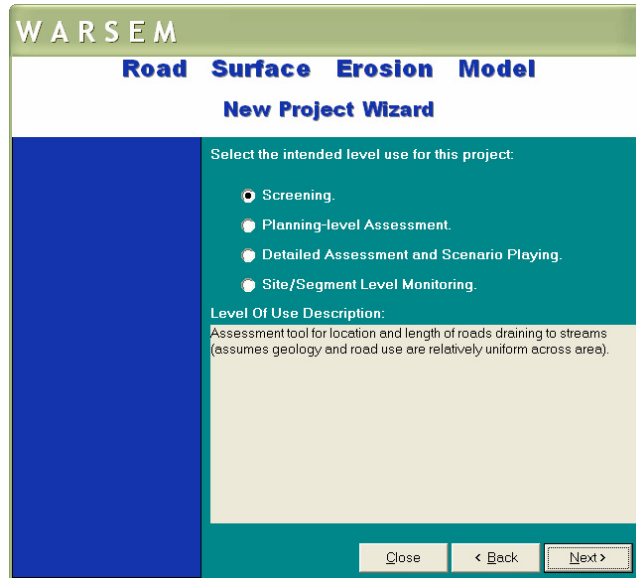 WARSEM
Road Surface Erosion Model
New Project Wizard
Select the intended level use for this project:
Screening.
Planning-level Assessment.
Detailed Assessment and Scenario Playing.
Site/Segment Level Monitoring.
Level Of Use Description:
Assessment tool for location and length of roads draining to streams
(assumes geology and road use are relatively uniform across area).
Close < Back Next >